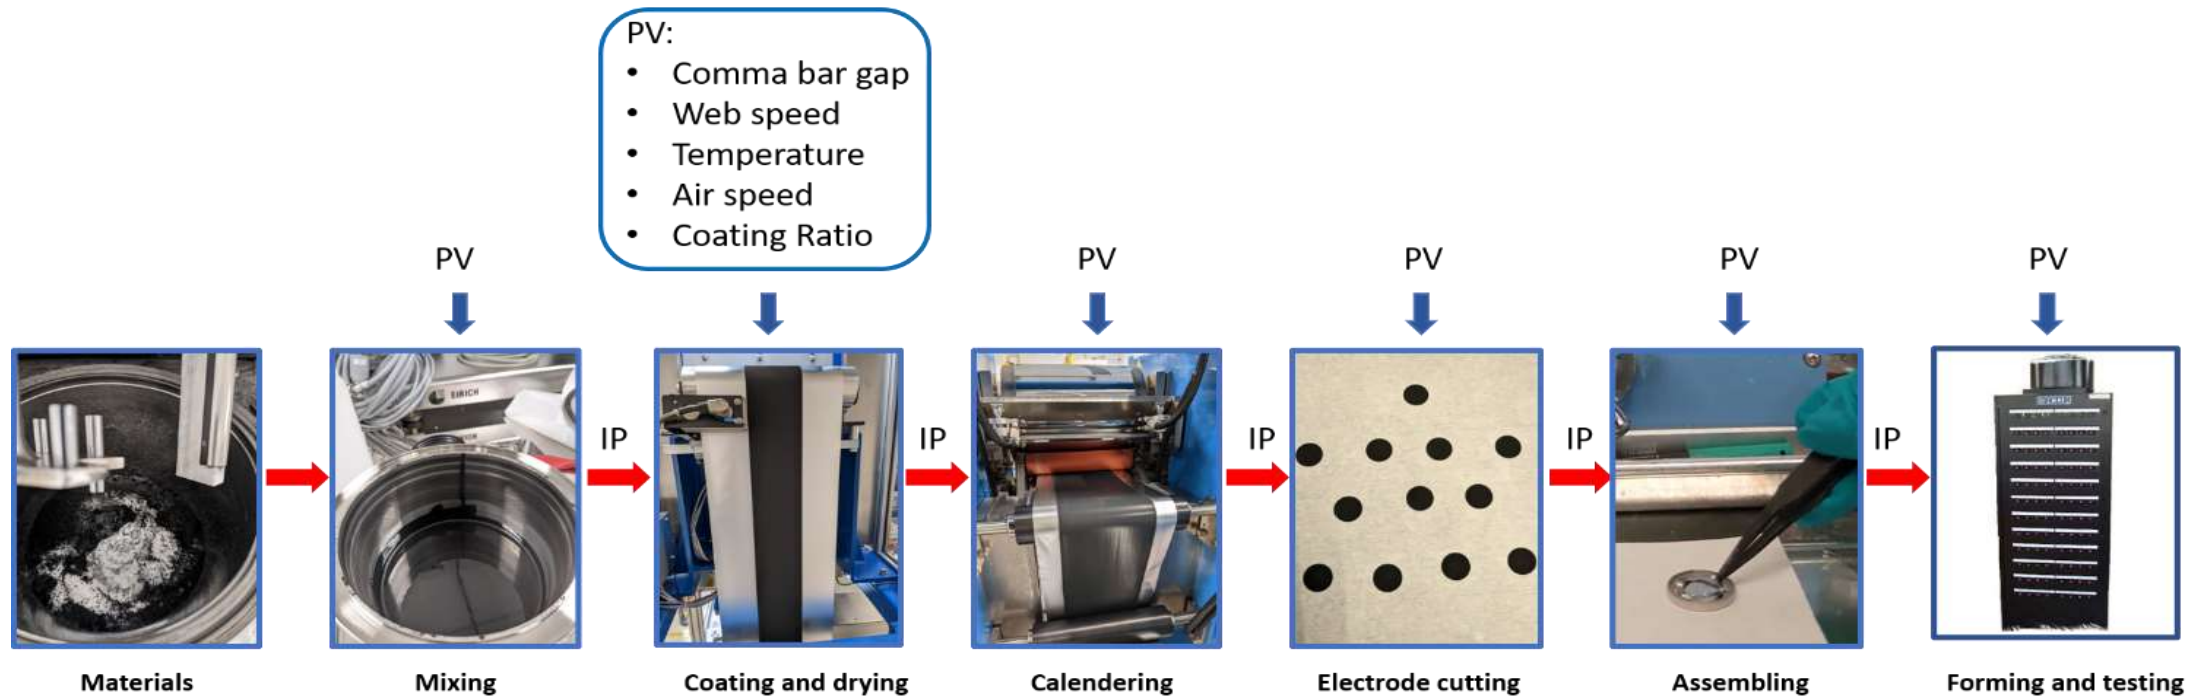 PV:
• Comma bar gap
• Web speed
• Temperature
• Air speed
• Coating Ratio
PV
PV
PV
PV
PV
EIRICH
IP
IP
IP
IP
IP
Materials
Mixing
Coating and drying
Calendering
Electrode cutting
Assembling
Forming and testing